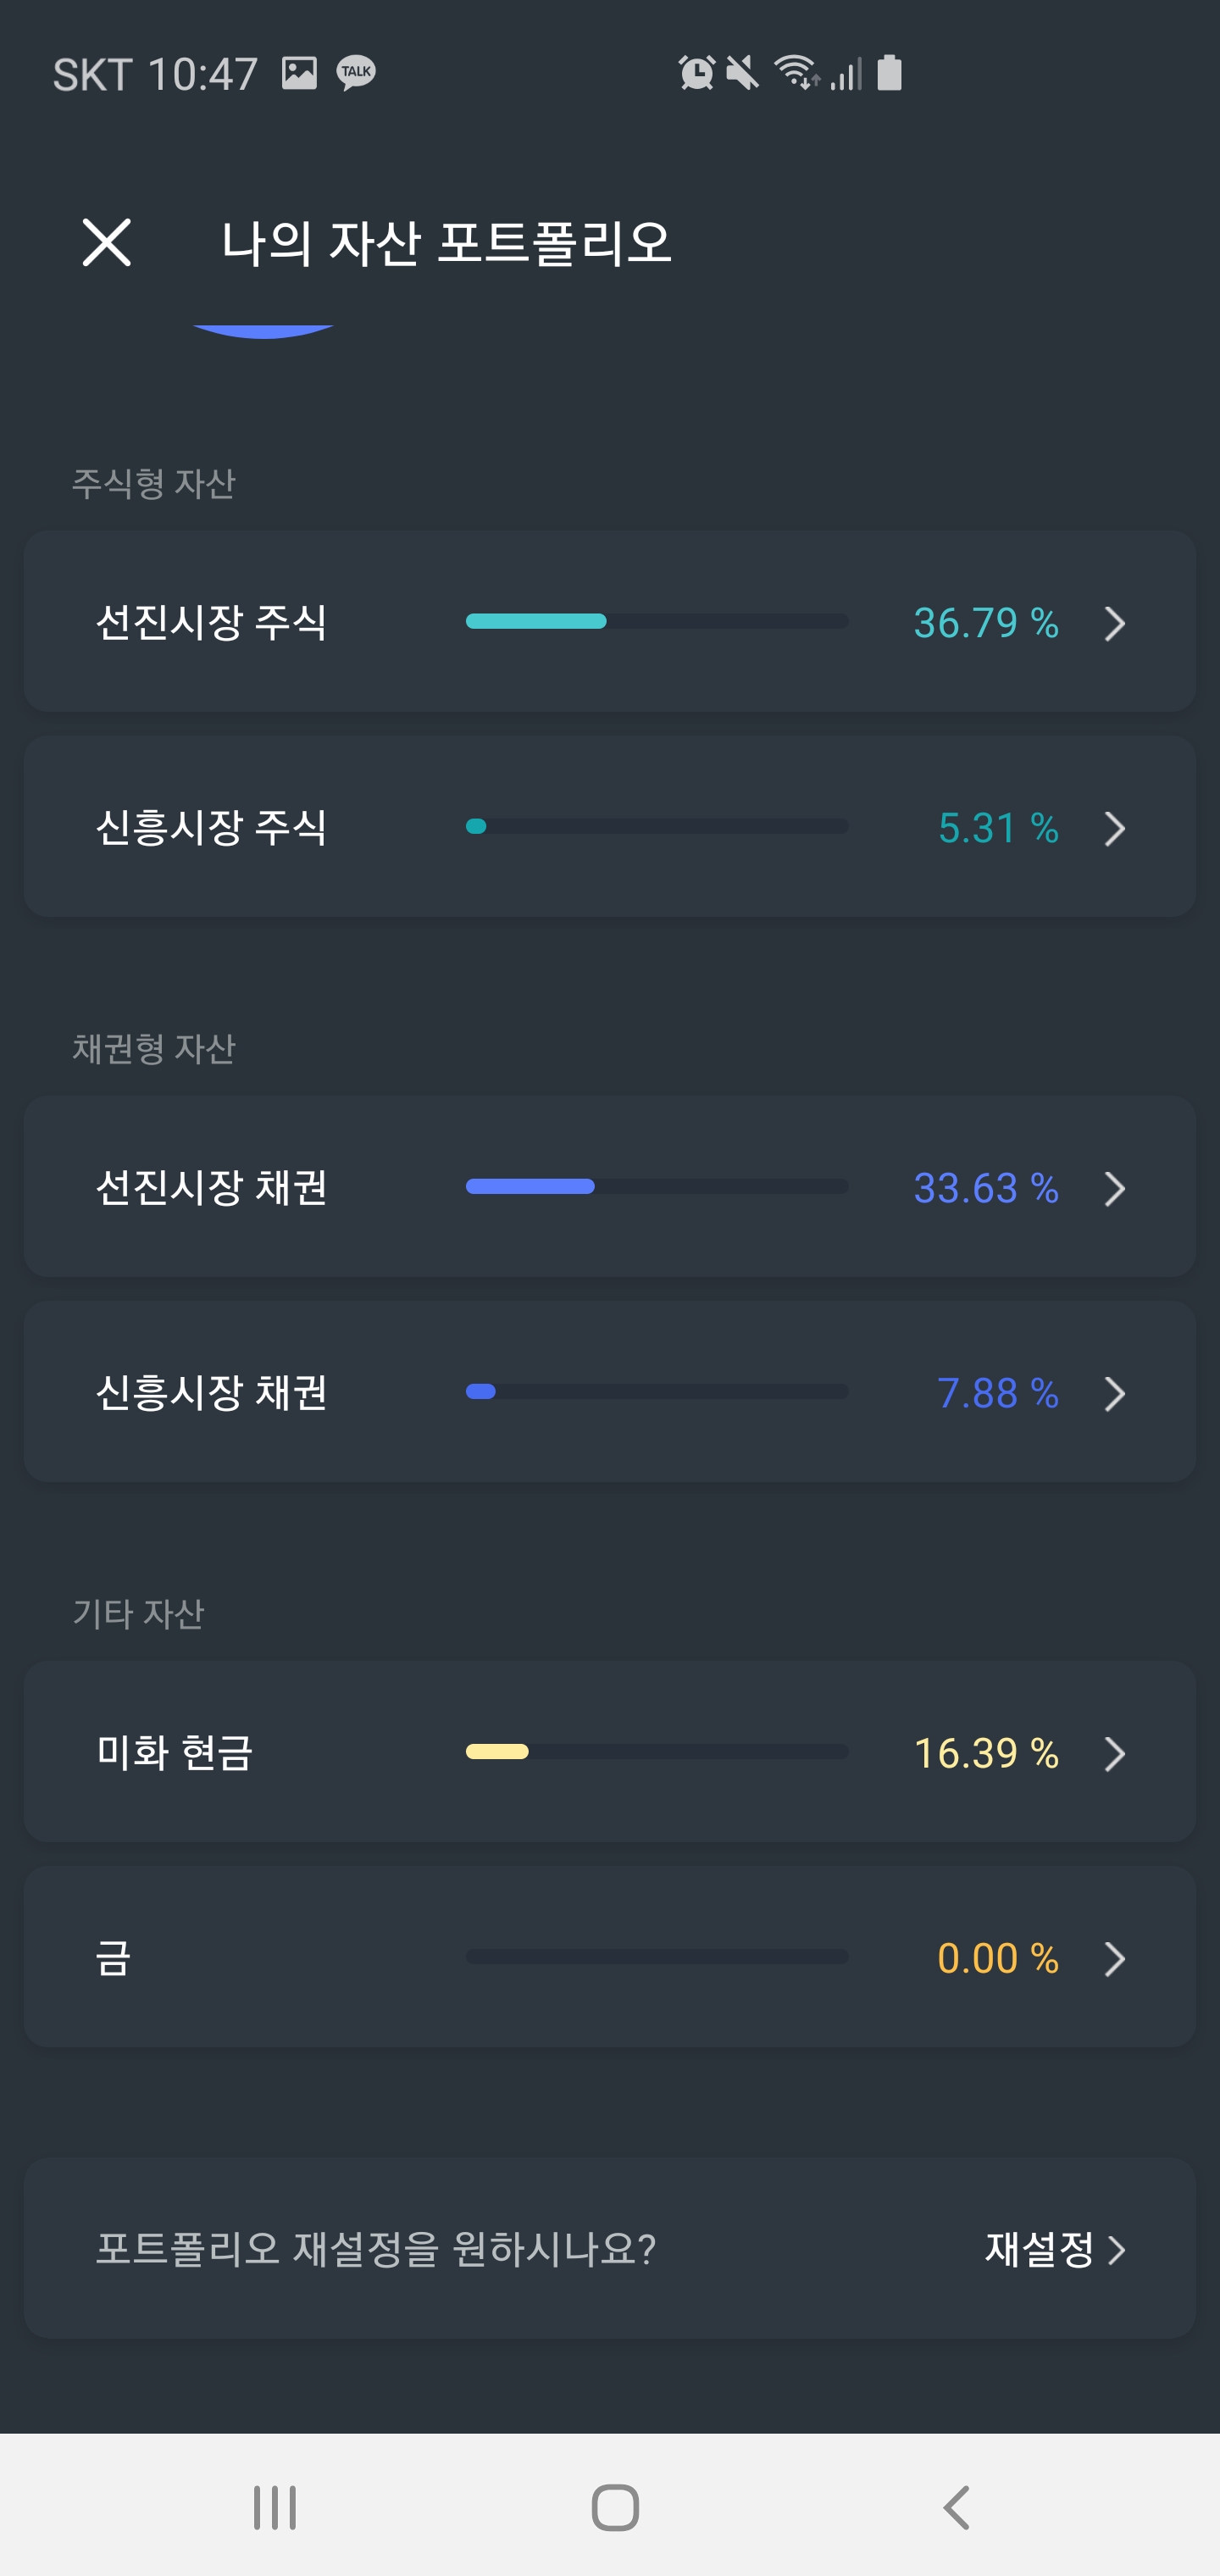 SKT 10:47 TALK
나의 자산 포트폴리오
주식형 자산
선진시장 주식 36.79 %
신흥시장 주식 5.31 %
채권형 자산
선진시장 채권 33.63 %
신흥시장 채권 7.88 %
기타 자산
미화 현금 16.39 %
금 0.00 %
포트폴리오 재설정을 원하시나요? 재설정